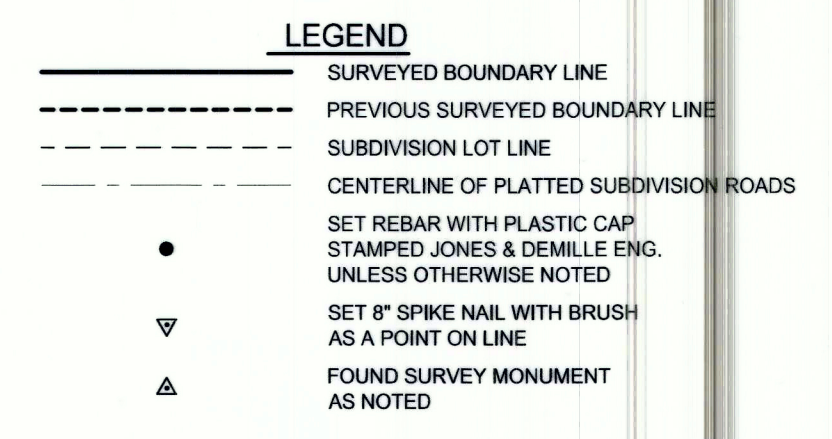 LEGEND
SURVEYED BOUNDARY LINE
PREVIOUS SURVEYED BOUNDARY LINE
SUBDIVISION LOT LINE
CENTERLINE OF PLATTED SUBDIVISION ROADS
SET REBAR WITH PLASTIC CAP
STAMPED JONES & DEMILLE ENG.
UNLESS OTHERWISE NOTED
SET 8" SPIKE NAIL WITH BRUSH
AS A POINT ON LINE
FOUND SURVEY MONUMENT
AS NOTED